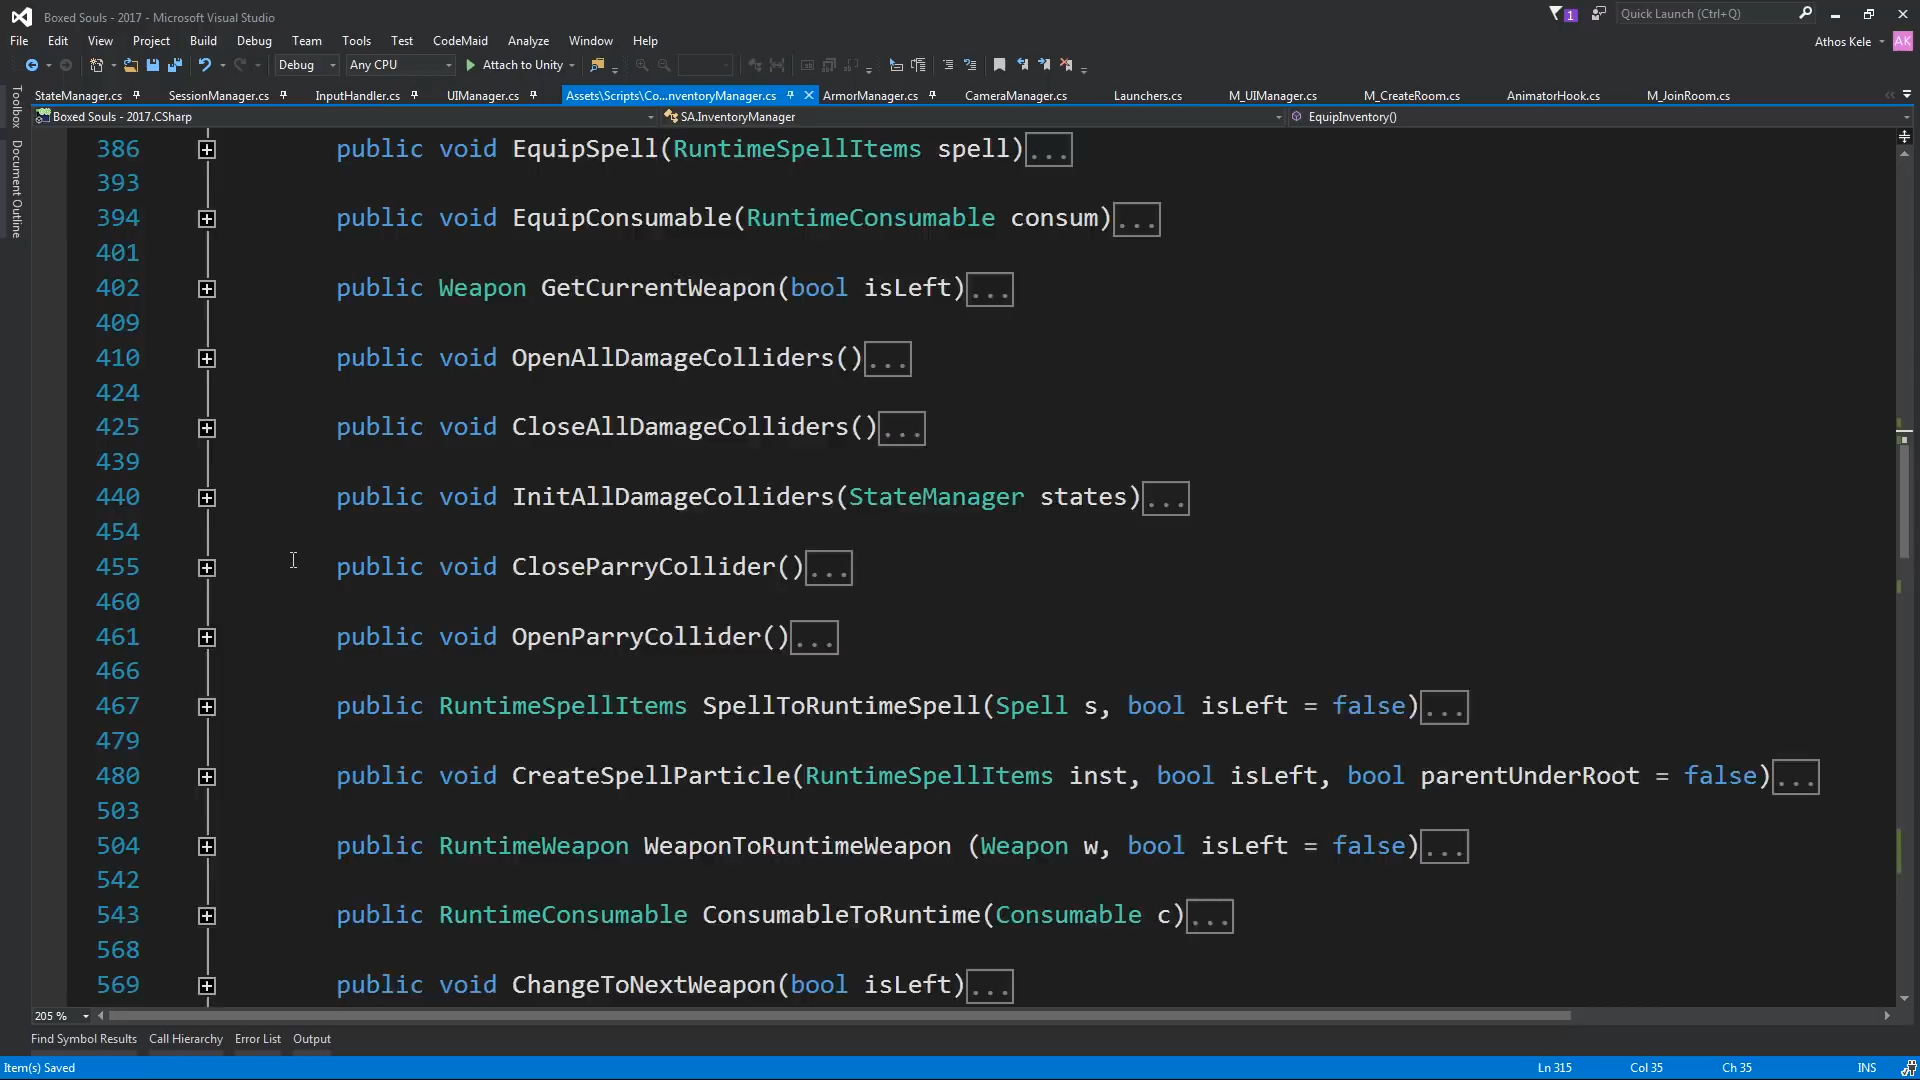 Boxed Souls - 2017 - Microsoft Visual Studio
1
Quick Launch (Ctrl+Q)
File Edit View Project Build Debug Team Tools Test CodeMaid Analyze Window Help
Athos Kele AK
Debug Any CPU Attach to Unity
Toolbox
Document Outline
StateManager.cs SessionManager.cs InputHandler.cs UIManager.cs Assets\Scripts\Co...nventoryManager.cs ArmorManager.cs CameraManager.cs Launchers.cs M_UIManager.cs M_CreateRoom.cs AnimatorHook.cs M_JoinRoom.cs
Boxed Souls - 2017.CSharp SA.InventoryManager EquipInventory()
386 public void EquipSpell(RuntimeSpellItems spell)...
393
394 public void EquipConsumable(RuntimeConsumable consum)...
401
402 public Weapon GetCurrentWeapon(bool isLeft)...
409
410 public void OpenAllDamageColliders()...
424
425 public void CloseAllDamageColliders()...
439
440 public void InitAllDamageColliders(StateManager states)...
454
455 public void CloseParryCollider()...
460
461 public void OpenParryCollider()...
466
467 public RuntimeSpellItems SpellToRuntimeSpell(Spell s, bool isLeft = false)...
479
480 public void CreateSpellParticle(RuntimeSpellItems inst, bool isLeft, bool parentUnderRoot = false)...
503
504 public RuntimeWeapon WeaponToRuntimeWeapon (Weapon w, bool isLeft = false)...
542
543 public RuntimeConsumable ConsumableToRuntime(Consumable c)...
568
569 public void ChangeToNextWeapon(bool isLeft)...
205 %
Find Symbol Results Call Hierarchy Error List Output
Item(s) Saved Ln 315 Col 35 Ch 35 INS